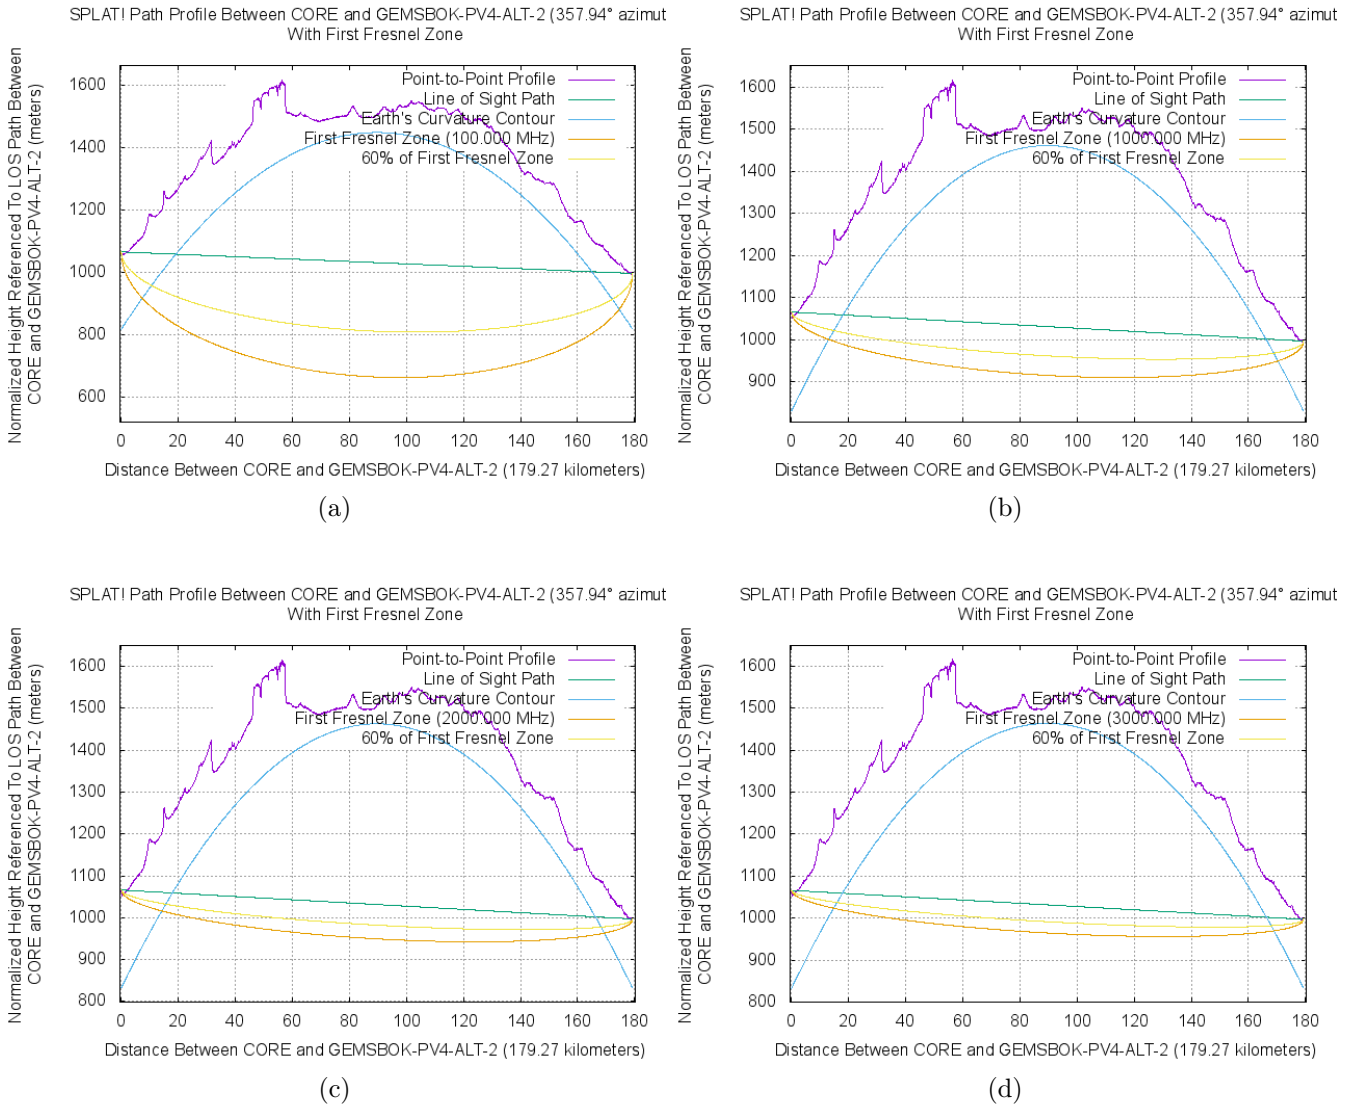 SPLAT! Path Profile Between CORE and GEMSBOK-PV4-ALT-2 (357.94° azimut
With First Fresnel Zone
Normalized Height Referenced To LOS Path Between
CORE and GEMSBOK-PV4-ALT-2 (meters)
Point-to-Point Profile
Line of Sight Path
Earth's Curvature Contour
First Fresnel Zone (100.000 MHz)
60% of First Fresnel Zone
1600
1400
1200
1000
800
600
0 20 40 60 80 100 120 140 160 180
Distance Between CORE and GEMSBOK-PV4-ALT-2 (179.27 kilometers)
(a)
SPLAT! Path Profile Between CORE and GEMSBOK-PV4-ALT-2 (357.94° azimut
With First Fresnel Zone
Normalized Height Referenced To LOS Path Between
CORE and GEMSBOK-PV4-ALT-2 (meters)
Point-to-Point Profile
Line of Sight Path
Earth's Curvature Contour
First Fresnel Zone (1000.000 MHz)
60% of First Fresnel Zone
1600
1500
1400
1300
1200
1100
1000
900
0 20 40 60 80 100 120 140 160 180
Distance Between CORE and GEMSBOK-PV4-ALT-2 (179.27 kilometers)
(b)
SPLAT! Path Profile Between CORE and GEMSBOK-PV4-ALT-2 (357.94° azimut
With First Fresnel Zone
Normalized Height Referenced To LOS Path Between
CORE and GEMSBOK-PV4-ALT-2 (meters)
Point-to-Point Profile
Line of Sight Path
Earth's Curvature Contour
First Fresnel Zone (2000.000 MHz)
60% of First Fresnel Zone
1600
1500
1400
1300
1200
1100
1000
900
800
0 20 40 60 80 100 120 140 160 180
Distance Between CORE and GEMSBOK-PV4-ALT-2 (179.27 kilometers)
(c)
SPLAT! Path Profile Between CORE and GEMSBOK-PV4-ALT-2 (357.94° azimut
With First Fresnel Zone
Normalized Height Referenced To LOS Path Between
CORE and GEMSBOK-PV4-ALT-2 (meters)
Point-to-Point Profile
Line of Sight Path
Earth's Curvature Contour
First Fresnel Zone (3000.000 MHz)
60% of First Fresnel Zone
1600
1500
1400
1300
1200
1100
1000
900
800
0 20 40 60 80 100 120 140 160 180
Distance Between CORE and GEMSBOK-PV4-ALT-2 (179.27 kilometers)
(d)